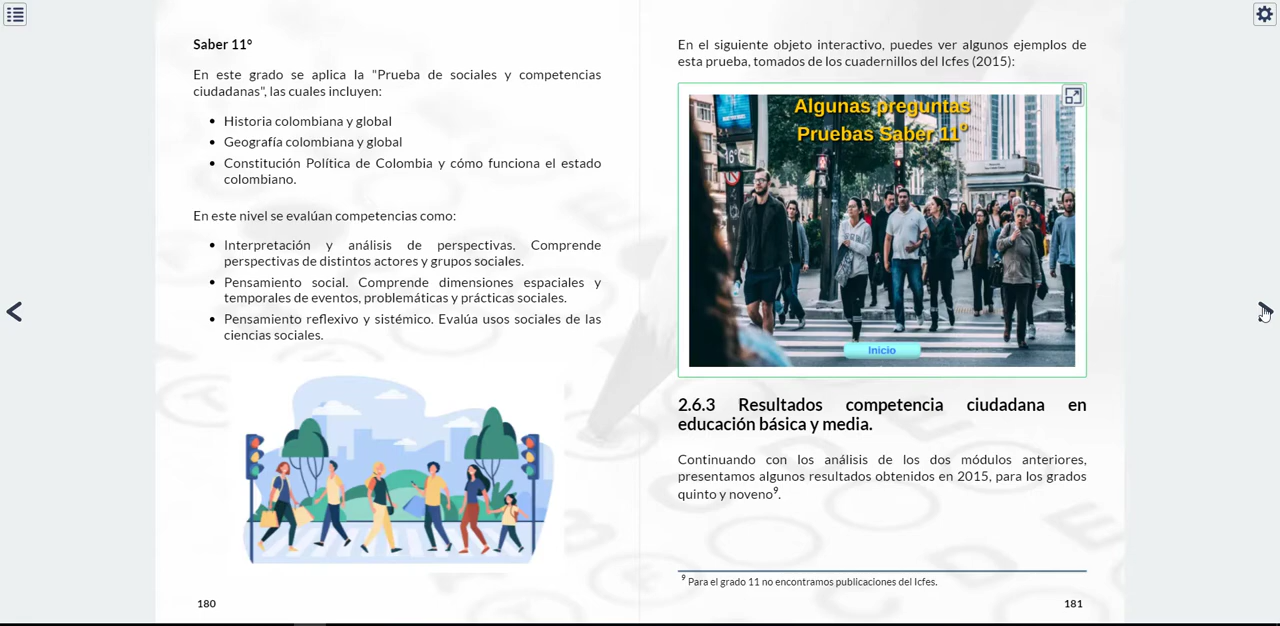 Saber 11°
En este grado se aplica la "Prueba de sociales y competencias
ciudadanas", las cuales incluyen:
• Historia colombiana y global
• Geografía colombiana y global
• Constitución Política de Colombia y cómo funciona el estado
colombiano.
En este nivel se evalúan competencias como:
• Interpretación y análisis de perspectivas. Comprende
perspectivas de distintos actores y grupos sociales.
• Pensamiento social. Comprende dimensiones espaciales y
temporales de eventos, problemáticas y prácticas sociales.
• Pensamiento reflexivo y sistémico. Evalúa usos sociales de las
ciencias sociales.
180
En el siguiente objeto interactivo, puedes ver algunos ejemplos de
esta prueba, tomados de los cuadernillos del Icfes (2015):
Algunas preguntas
Pruebas Saber 11°
16°C
Inicio
2.6.3 Resultados competencia ciudadana en
educación básica y media.
Continuando con los análisis de los dos módulos anteriores,
presentamos algunos resultados obtenidos en 2015, para los grados
quinto y noveno⁹.
⁹ Para el grado 11 no encontramos publicaciones del Icfes.
181